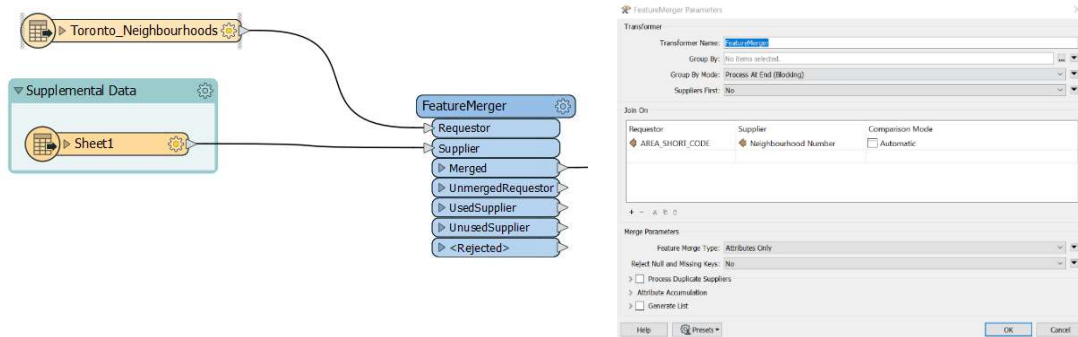 Toronto_Neighbourhoods
Supplemental Data
Sheet1
FeatureMerger
Requestor
Supplier
Merged
UnmergedRequestor
UsedSupplier
UnusedSupplier
<Rejected>
FeatureMerger Parameters
Transformer
Transformer Name: FeatureMerger
Group By: No items selected.
Group By Mode: Process At End (Blocking)
Suppliers First: No
Join On
Requestor Supplier Comparison Mode
AREA_SHORT_CODE Neighbourhood Number Automatic
Merge Parameters
Feature Merge Type: Attributes Only
Reject Null and Missing Keys: No
Process Duplicate Suppliers
Attribute Accumulation
Generate List
Help Presets OK Cancel